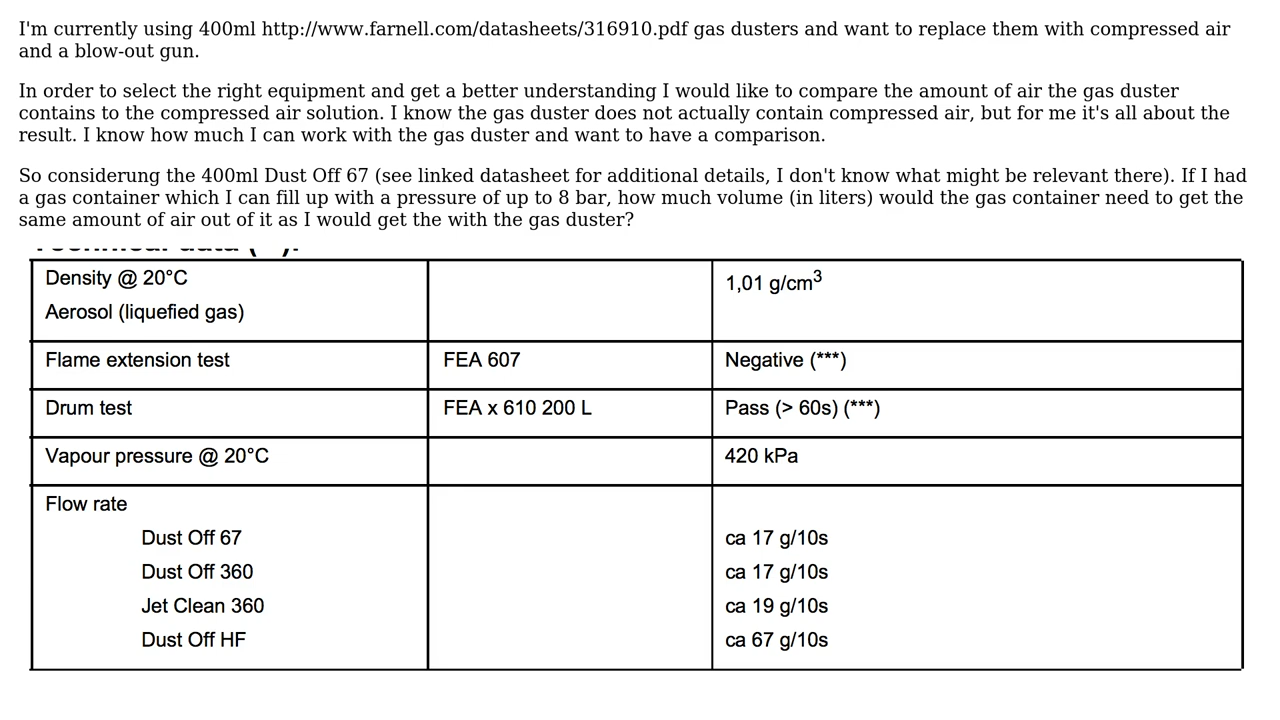 I'm currently using 400ml http://www.farnell.com/datasheets/316910.pdf gas dusters and want to replace them with compressed air
and a blow-out gun.
In order to select the right equipment and get a better understanding I would like to compare the amount of air the gas duster
contains to the compressed air solution. I know the gas duster does not actually contain compressed air, but for me it's all about the
result. I know how much I can work with the gas duster and want to have a comparison.
So considerung the 400ml Dust Off 67 (see linked datasheet for additional details, I don't know what might be relevant there). If I had
a gas container which I can fill up with a pressure of up to 8 bar, how much volume (in liters) would the gas container need to get the
same amount of air out of it as I would get the with the gas duster?
Density @ 20°C 1,01 g/cm³
Aerosol (liquefied gas)
Flame extension test FEA 607 Negative (***)
Drum test FEA x 610 200 L Pass (> 60s) (***)
Vapour pressure @ 20°C 420 kPa
Flow rate
Dust Off 67 ca 17 g/10s
Dust Off 360 ca 17 g/10s
Jet Clean 360 ca 19 g/10s
Dust Off HF ca 67 g/10s